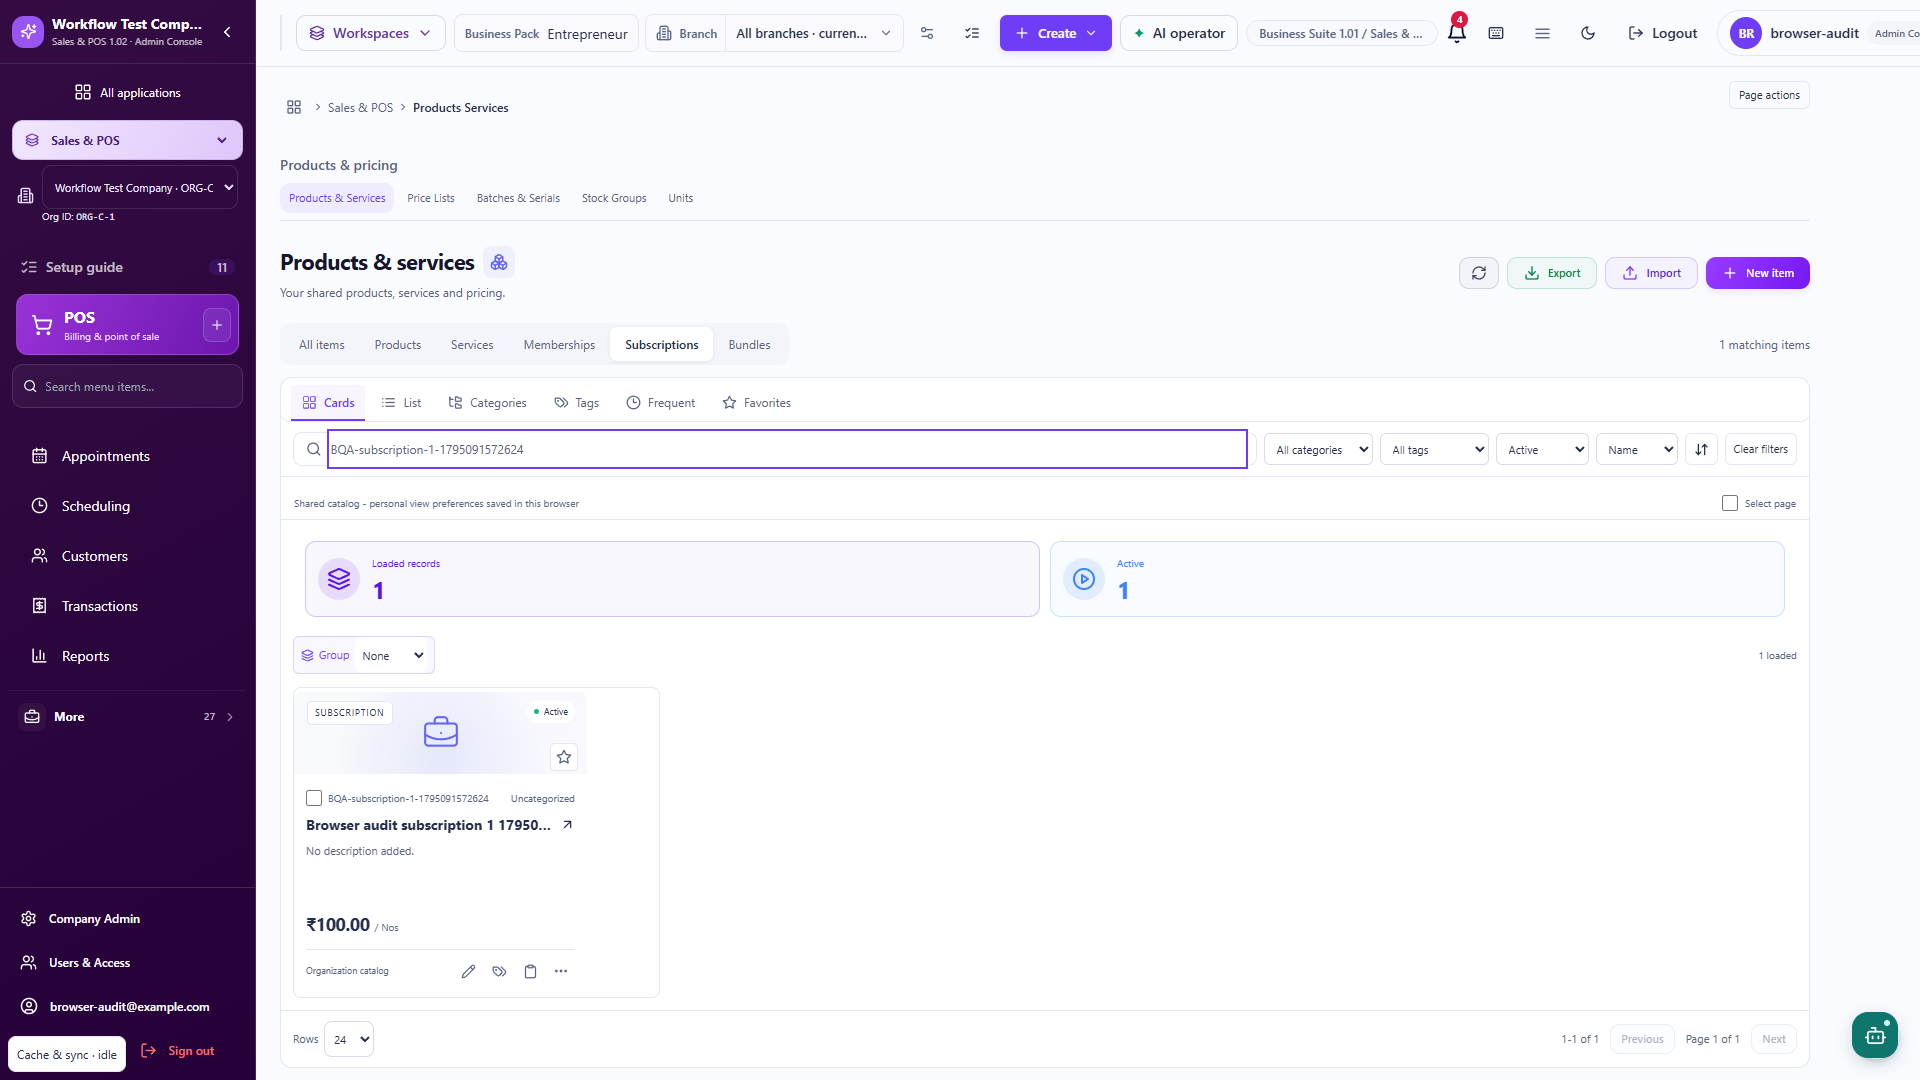 Workflow Test Comp...
Sales & POS 1.02 · Admin Console
All applications
Sales & POS
Workflow Test Company · ORG-C
Org ID: ORG-C-1
Setup guide 11
POS
Billing & point of sale
Search menu items...
Appointments
Scheduling
Customers
Transactions
Reports
More 27
Company Admin
Users & Access
browser-audit@example.com
Cache & sync · idle
Sign out
Workspaces
Business Pack Entrepreneur
Branch All branches · curren...
Create
AI operator
Business Suite 1.01 / Sales & ...
4
Logout
BR browser-audit Admin Co
Sales & POS Products Services
Page actions
Products & pricing
Products & Services Price Lists Batches & Serials Stock Groups Units
Products & services
Your shared products, services and pricing.
Export Import New item
All items Products Services Memberships Subscriptions Bundles
1 matching items
Cards List Categories Tags Frequent Favorites
BQA-subscription-1-1795091572624
All categories All tags Active Name Clear filters
Shared catalog - personal view preferences saved in this browser
Select page
Loaded records
1
Active
1
Group None
1 loaded
SUBSCRIPTION
Active
BQA-subscription-1-1795091572624 Uncategorized
Browser audit subscription 1 17950...
No description added.
₹100.00 / Nos
Organization catalog
Rows 24
1-1 of 1 Previous Page 1 of 1 Next